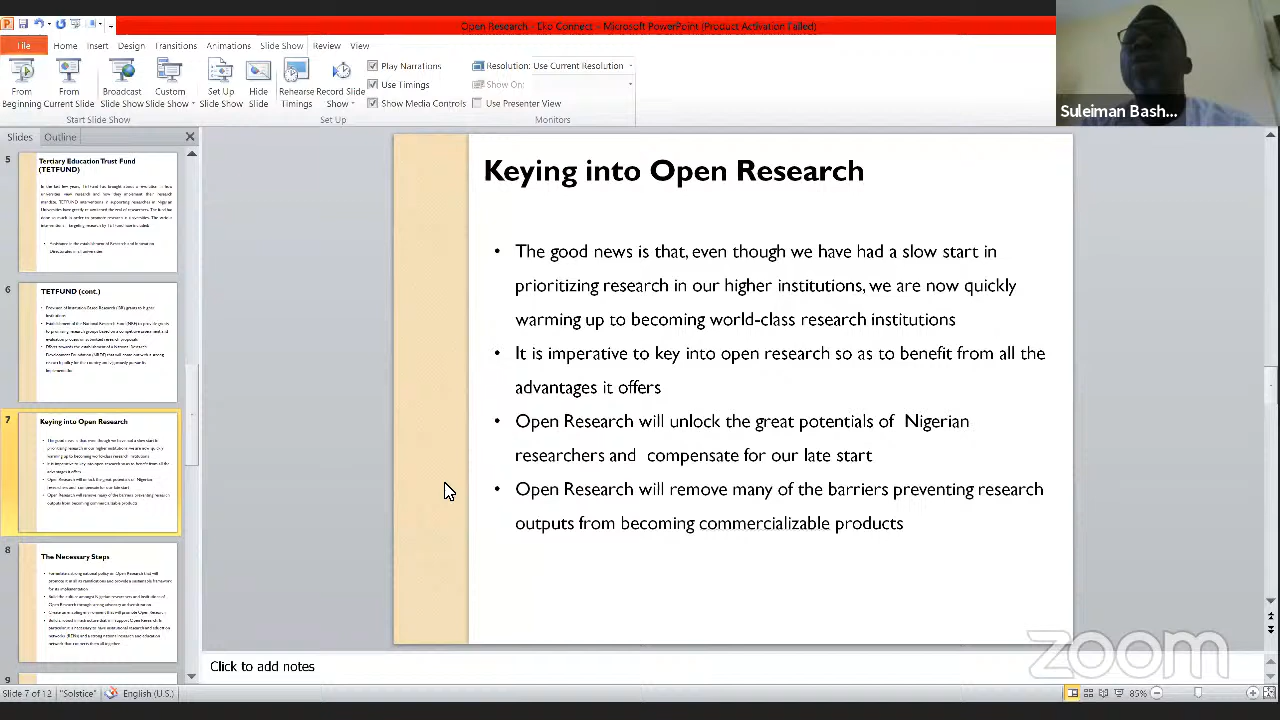 Open Research - Eko Connect - Microsoft PowerPoint (Product Activation Failed)
File Home Insert Design Transitions Animations Slide Show Review View
From Beginning
From Current Slide
Broadcast Slide Show
Custom Slide Show
Set Up Slide Show
Hide Slide
Rehearse Timings
Record Slide Show
Play Narrations
Use Timings
Show Media Controls
Resolution: Use Current Resolution
Show On:
Use Presenter View
Start Slide Show
Set Up
Monitors
Suleiman Bash...
Slides Outline
5
Tertiary Education Trust Fund
(TETFUND)
6
TETFUND (cont.)
7
Keying into Open Research
8
The Necessary Steps
9
Keying into Open Research
• The good news is that, even though we have had a slow start in
prioritizing research in our higher institutions, we are now quickly
warming up to becoming world-class research institutions
• It is imperative to key into open research so as to benefit from all the
advantages it offers
• Open Research will unlock the great potentials of Nigerian
researchers and compensate for our late start
• Open Research will remove many of the barriers preventing research
outputs from becoming commercializable products
zoom
Click to add notes
Slide 7 of 12 "Solstice" English (U.S.) 85%